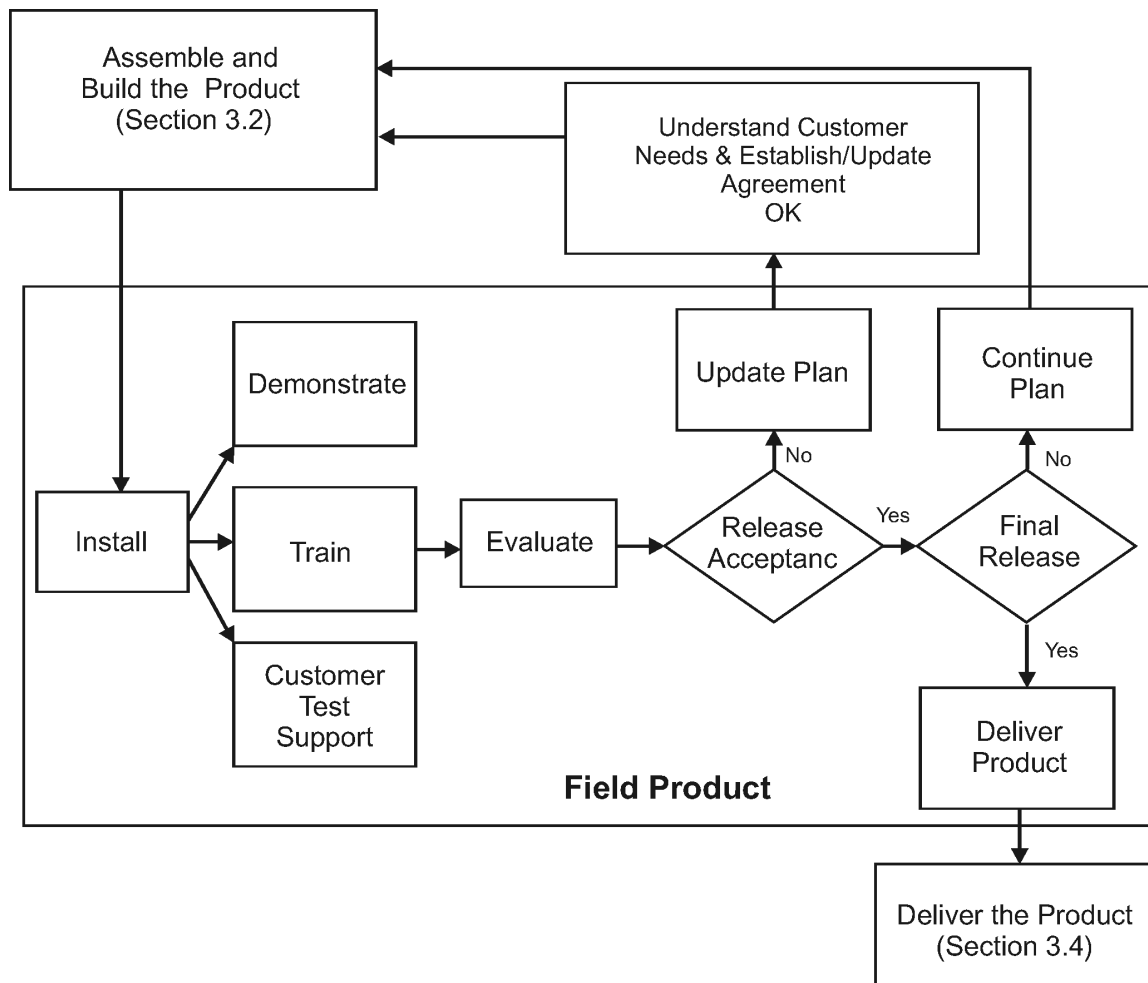 Assemble and
Build the Product
(Section 3.2)
Understand Customer
Needs & Establish/Update
Agreement
OK
Update Plan
Continue
Plan
Demonstrate
No
No
Install
Train
Evaluate
Release
Acceptanc
Yes
Final
Release
Yes
Customer
Test
Support
Deliver
Product
Field Product
Deliver the Product
(Section 3.4)